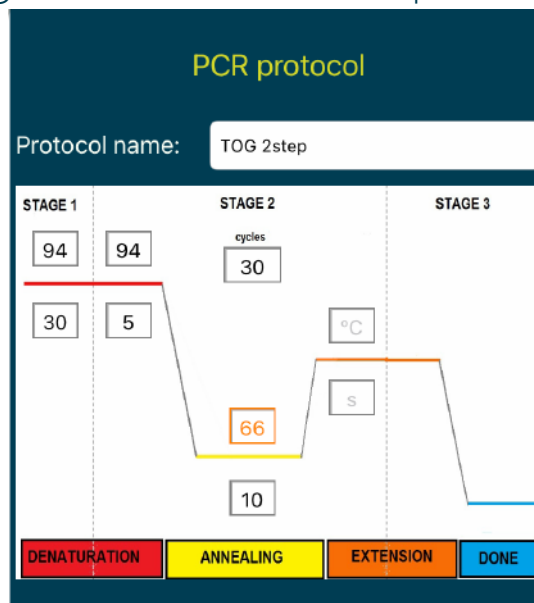 PCR protocol
Protocol name: TOG 2step
STAGE 1 STAGE 2 STAGE 3
cycles
94 94 30
30 5 °C
s
66
10
DENATURATION ANNEALING EXTENSION DONE